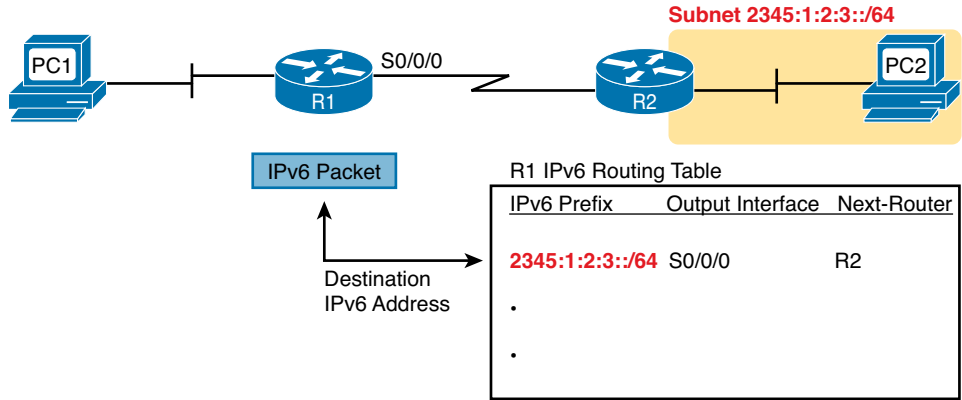 Subnet 2345:1:2:3::/64
PC1
S0/0/0
PC2
R1
R2
IPv6 Packet
R1 IPv6 Routing Table
IPv6 Prefix Output Interface Next-Router
2345:1:2:3::/64 S0/0/0 R2
Destination
IPv6 Address
.
.